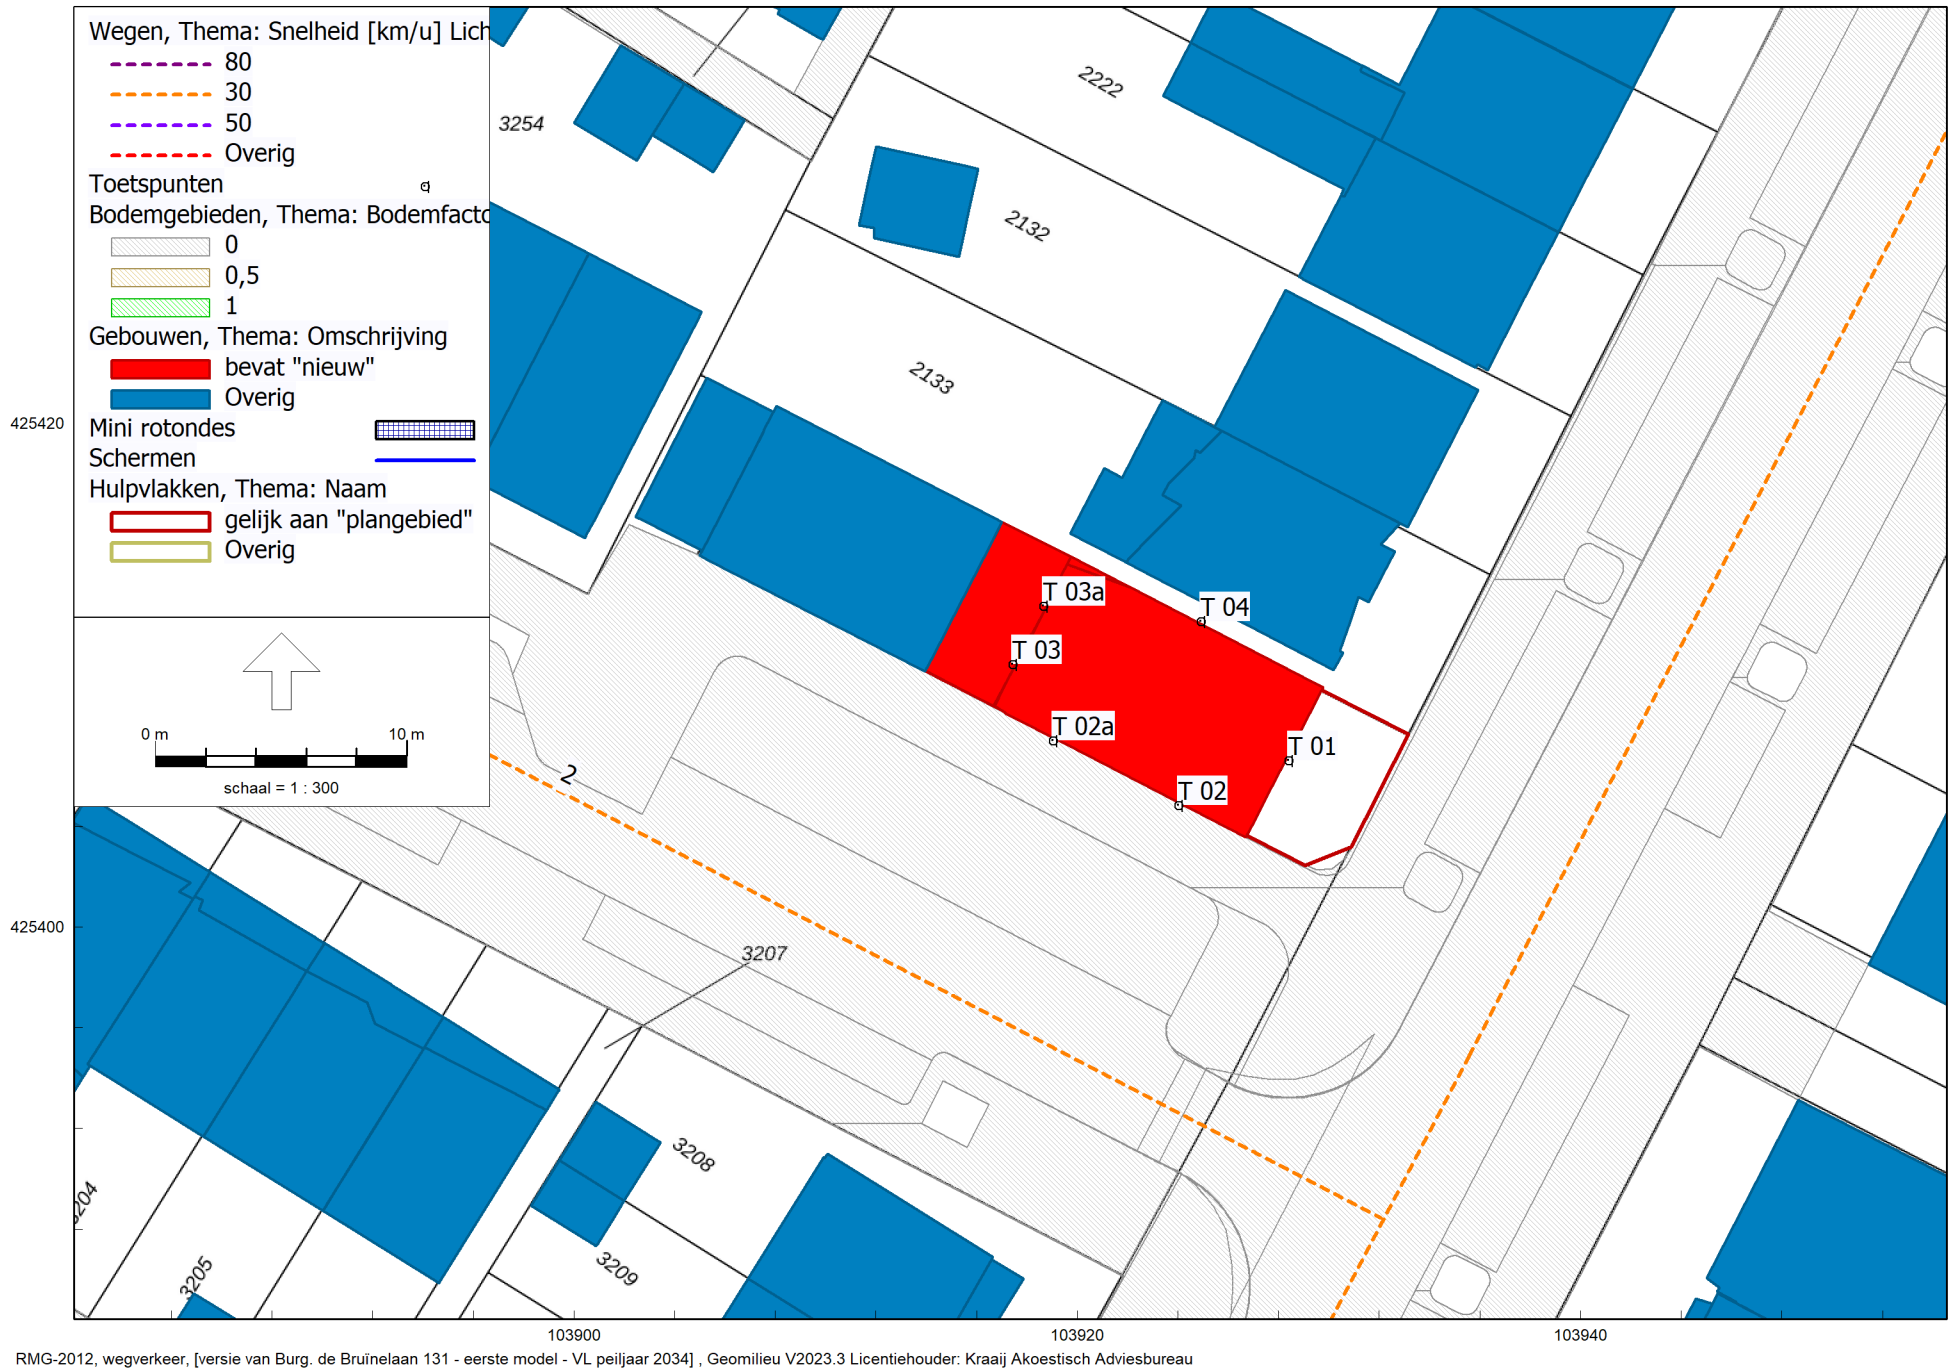 Wegen, Thema: Snelheid [km/u] Lich
80
30
50
Overig
Toetspunten
Bodemgebieden, Thema: Bodemfacto
0
0,5
1
Gebouwen, Thema: Omschrijving
bevat "nieuw"
Overig
Mini rotondes
Schermen
Hulpvlakken, Thema: Naam
gelijk aan "plangebied"
Overig
0 m 10 m
schaal = 1 : 300
425420
425400
3254
2222
2132
2133
T 03a
T 04
T 03
T 02a
T 01
T 02
2
3207
3208
3204
3205
3209
103900 103920 103940
RMG-2012, wegverkeer, [versie van Burg. de Bruïnelaan 131 - eerste model - VL peiljaar 2034] , Geomilieu V2023.3 Licentiehouder: Kraaij Akoestisch Adviesbureau